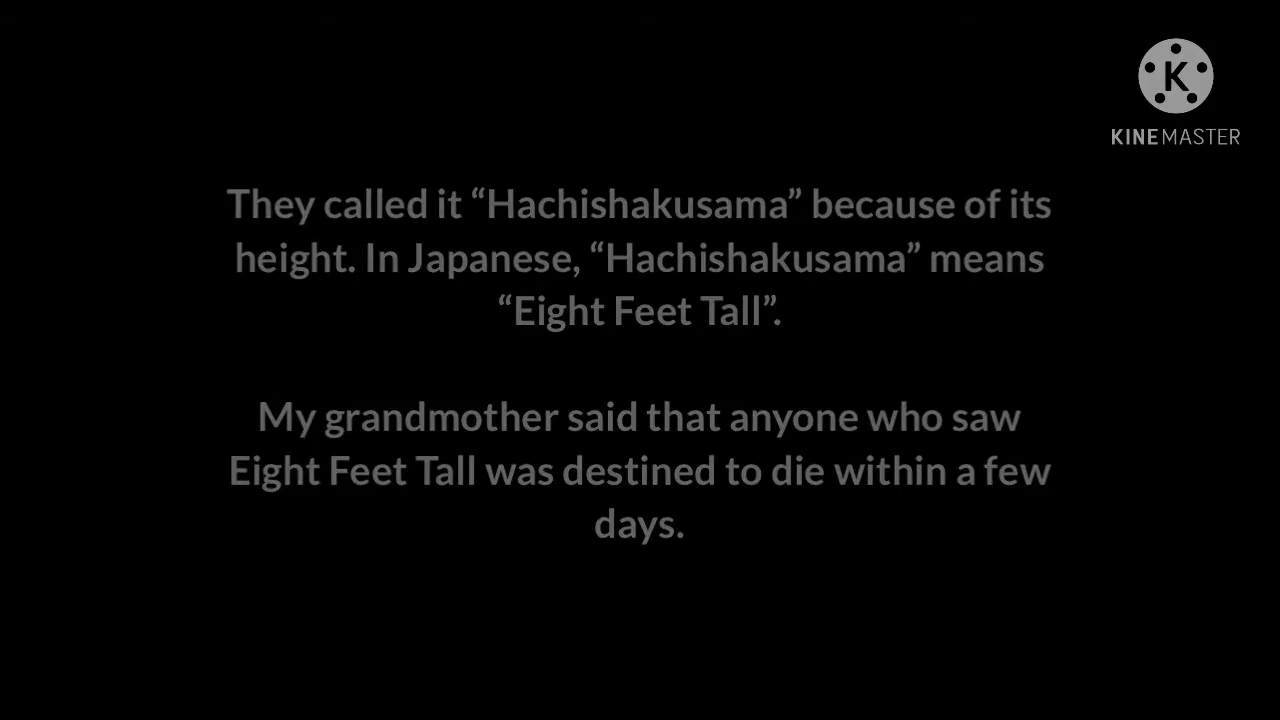 K
KINEMASTER
They called it “Hachishakusama” because of its
height. In Japanese, “Hachishakusama” means
“Eight Feet Tall”.
My grandmother said that anyone who saw
Eight Feet Tall was destined to die within a few
days.